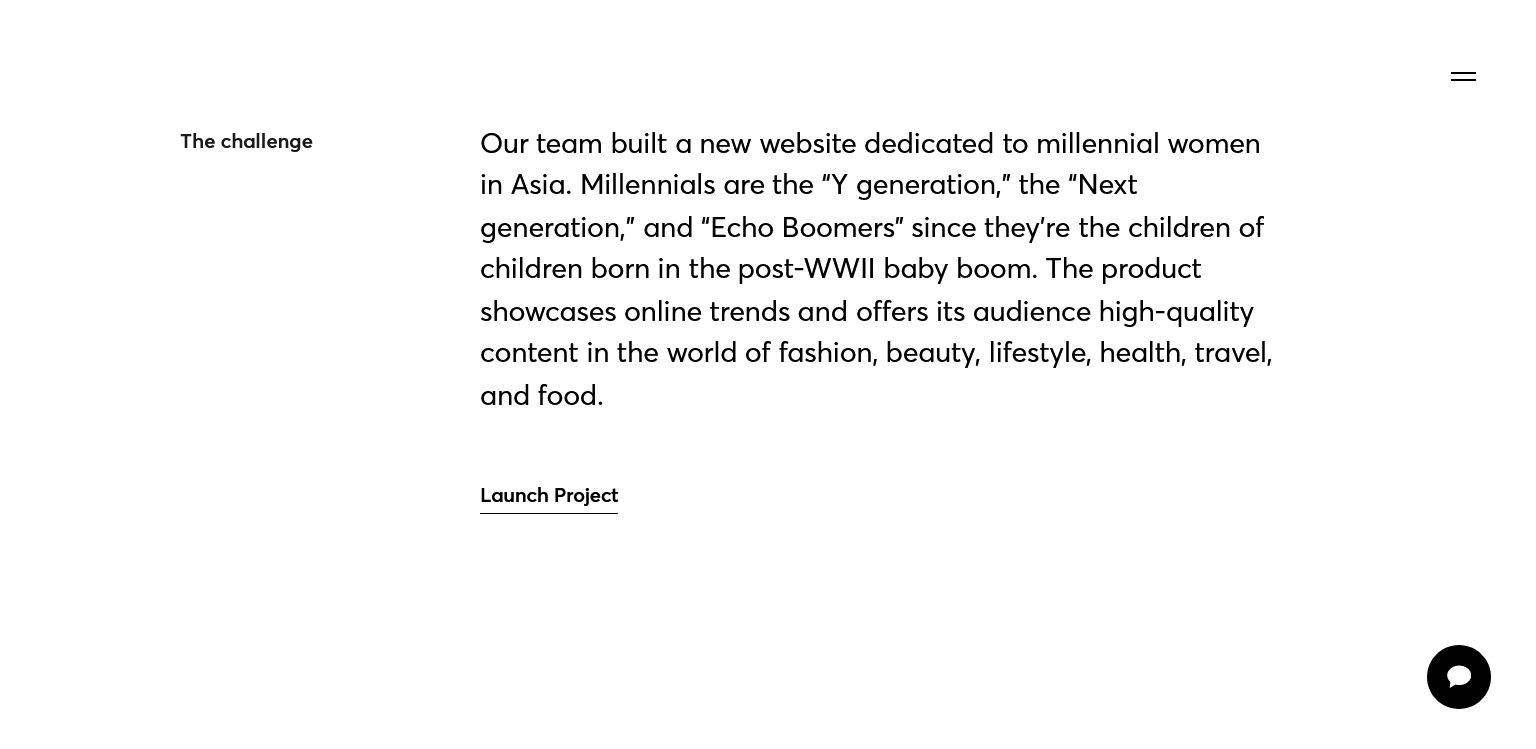 The challenge
Our team built a new website dedicated to millennial women
in Asia. Millennials are the “Y generation,” the “Next
generation,” and “Echo Boomers” since they’re the children of
children born in the post-WWII baby boom. The product
showcases online trends and offers its audience high-quality
content in the world of fashion, beauty, lifestyle, health, travel,
and food.
Launch Project